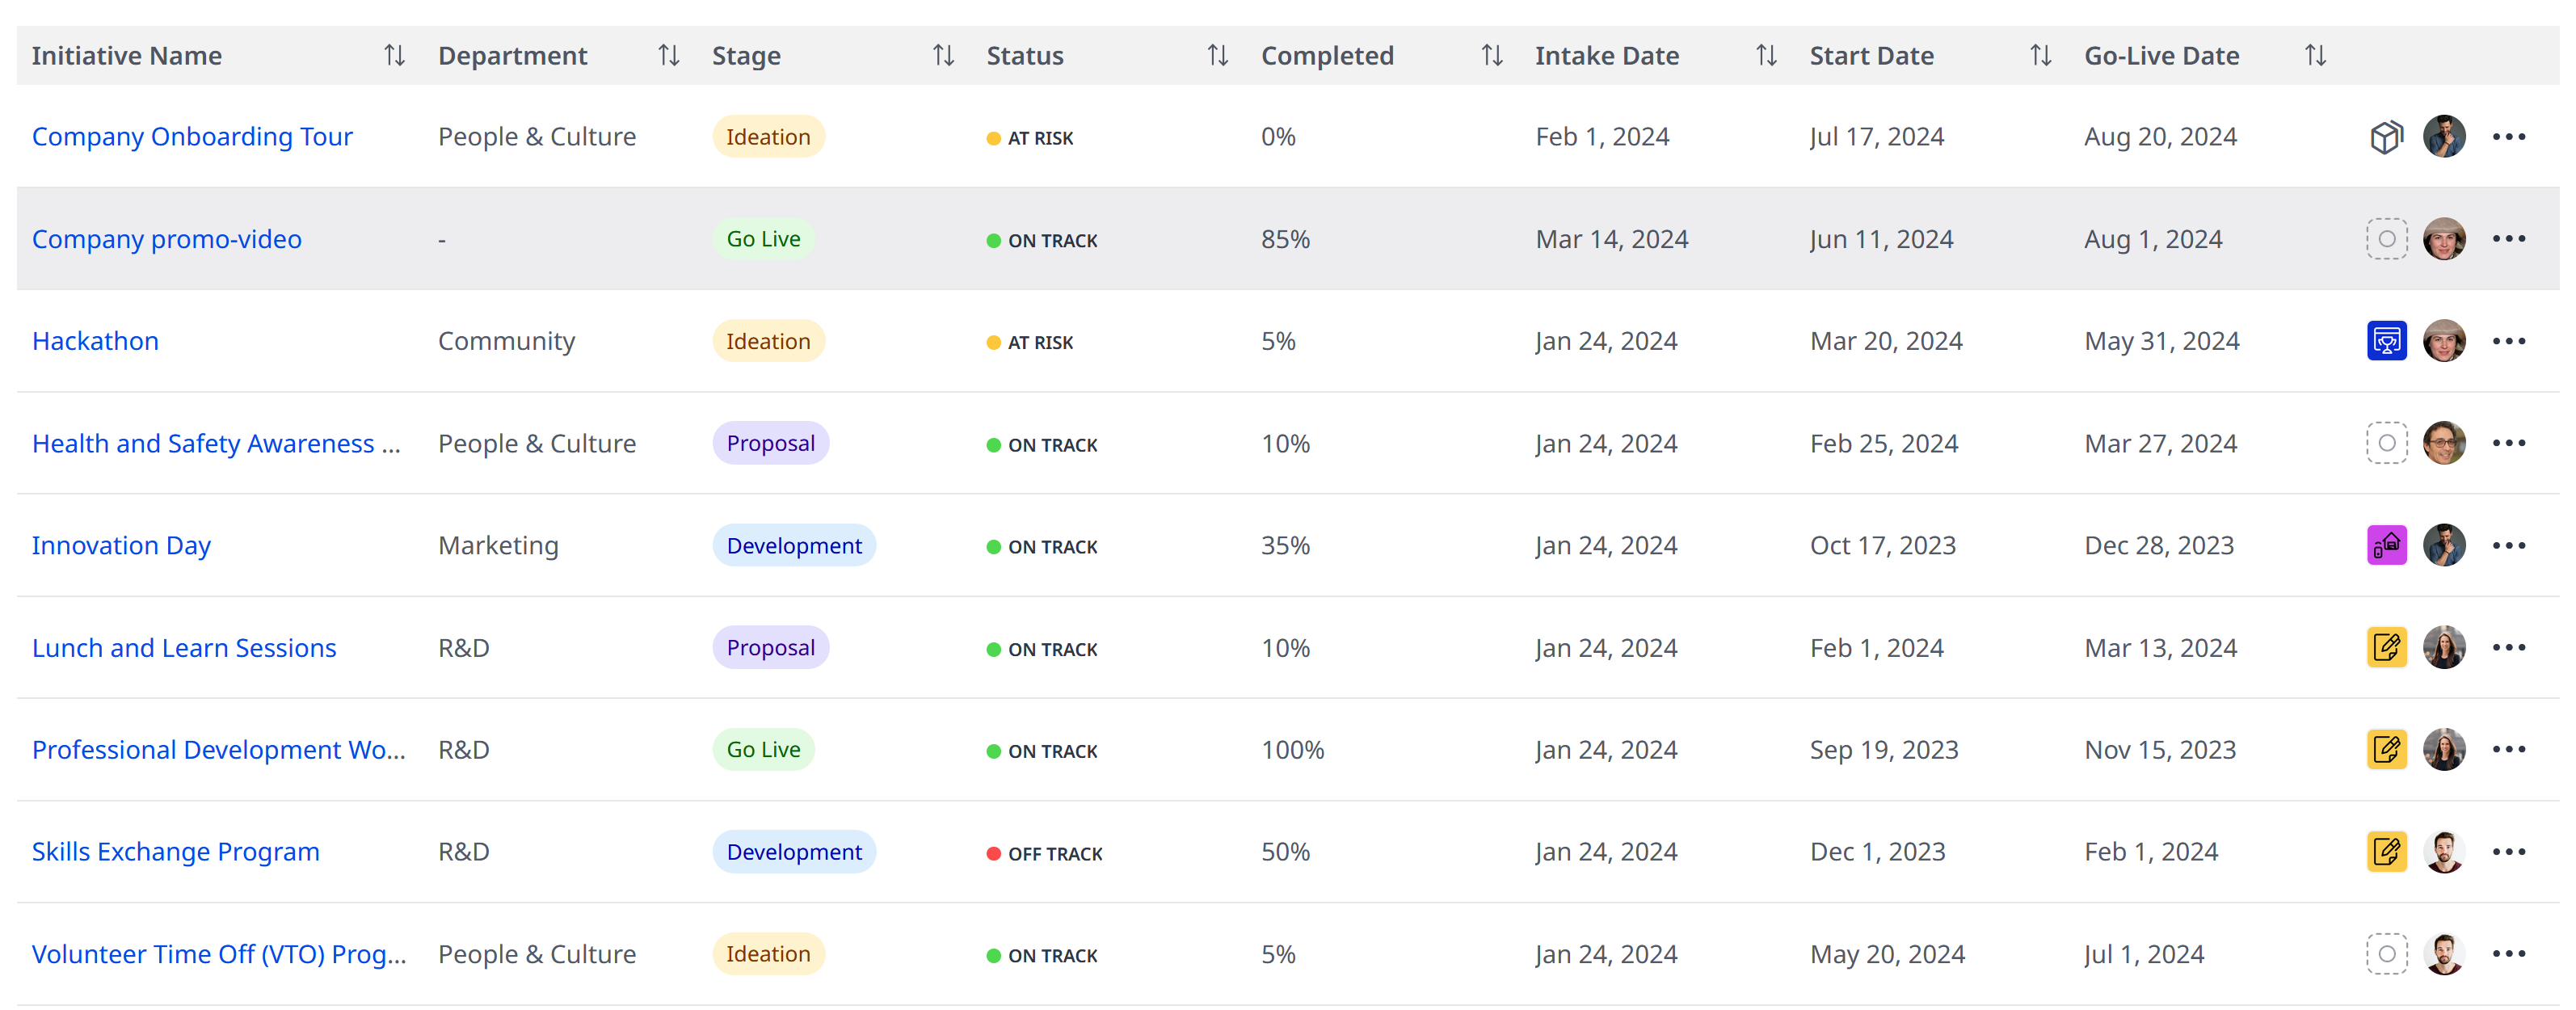 Initiative Name Department Stage Status Completed Intake Date Start Date Go-Live Date
Company Onboarding Tour People & Culture Ideation AT RISK 0% Feb 1, 2024 Jul 17, 2024 Aug 20, 2024
Company promo-video - Go Live ON TRACK 85% Mar 14, 2024 Jun 11, 2024 Aug 1, 2024
Hackathon Community Ideation AT RISK 5% Jan 24, 2024 Mar 20, 2024 May 31, 2024
Health and Safety Awareness ... People & Culture Proposal ON TRACK 10% Jan 24, 2024 Feb 25, 2024 Mar 27, 2024
Innovation Day Marketing Development ON TRACK 35% Jan 24, 2024 Oct 17, 2023 Dec 28, 2023
Lunch and Learn Sessions R&D Proposal ON TRACK 10% Jan 24, 2024 Feb 1, 2024 Mar 13, 2024
Professional Development Wo... R&D Go Live ON TRACK 100% Jan 24, 2024 Sep 19, 2023 Nov 15, 2023
Skills Exchange Program R&D Development OFF TRACK 50% Jan 24, 2024 Dec 1, 2023 Feb 1, 2024
Volunteer Time Off (VTO) Prog... People & Culture Ideation ON TRACK 5% Jan 24, 2024 May 20, 2024 Jul 1, 2024